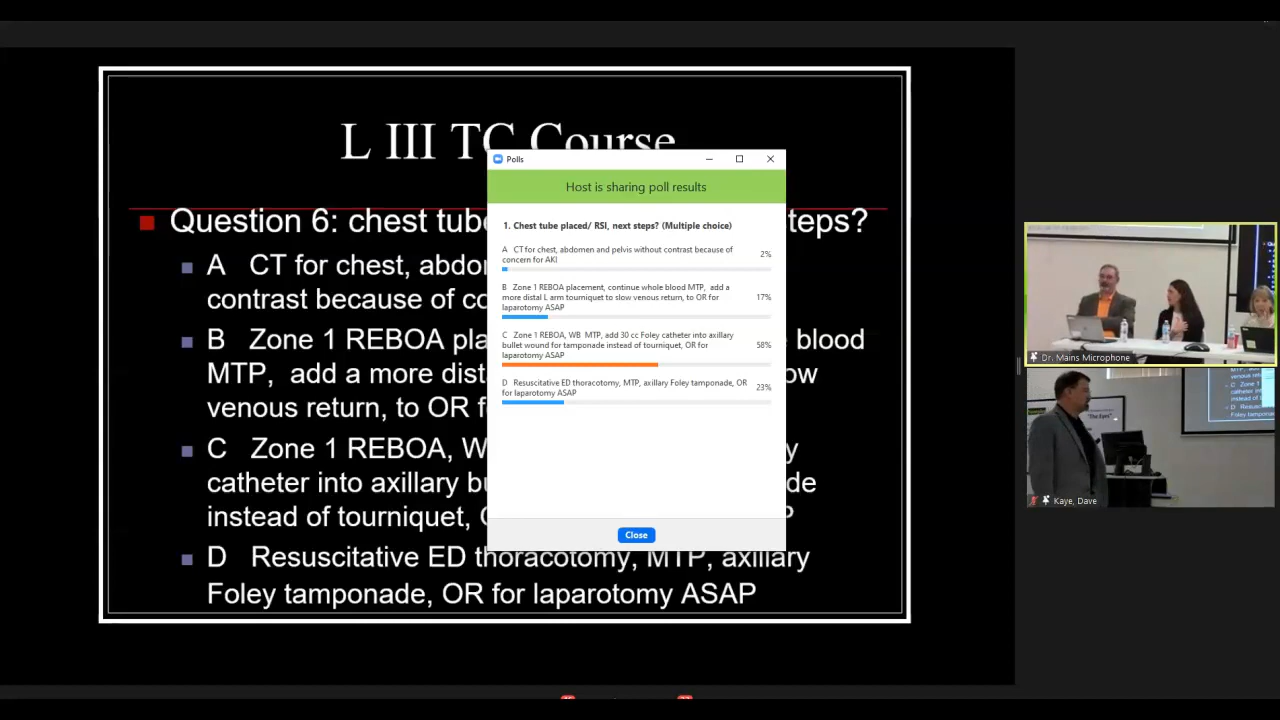 L III TC Course
Question 6: chest tube
steps?
A CT for chest, abdom
contrast because of co
B Zone 1 REBOA pla
blood
MTP, add a more dist
ow
venous return, to OR f
C Zone 1 REBOA, W
y
catheter into axillary bu
de
instead of tourniquet,
D Resuscitative ED thoracotomy, MTP, axillary
Foley tamponade, OR for laparotomy ASAP
Polls
Host is sharing poll results
1. Chest tube placed/ RSI, next steps? (Multiple choice)
A CT for chest, abdomen and pelvis without contrast because of
concern for AKI
2%
B Zone 1 REBOA placement, continue whole blood MTP, add a
more distal L arm tourniquet to slow venous return, to OR for
laparotomy ASAP
17%
C Zone 1 REBOA, WB MTP, add 30 cc Foley catheter into axillary
bullet wound for tamponade instead of tourniquet, OR for
laparotomy ASAP
58%
D Resuscitative ED thoracotomy, MTP, axillary Foley tamponade, OR
for laparotomy ASAP
23%
Close
Dr. Mains Microphone
"The Eyes"
Kaye, Dave